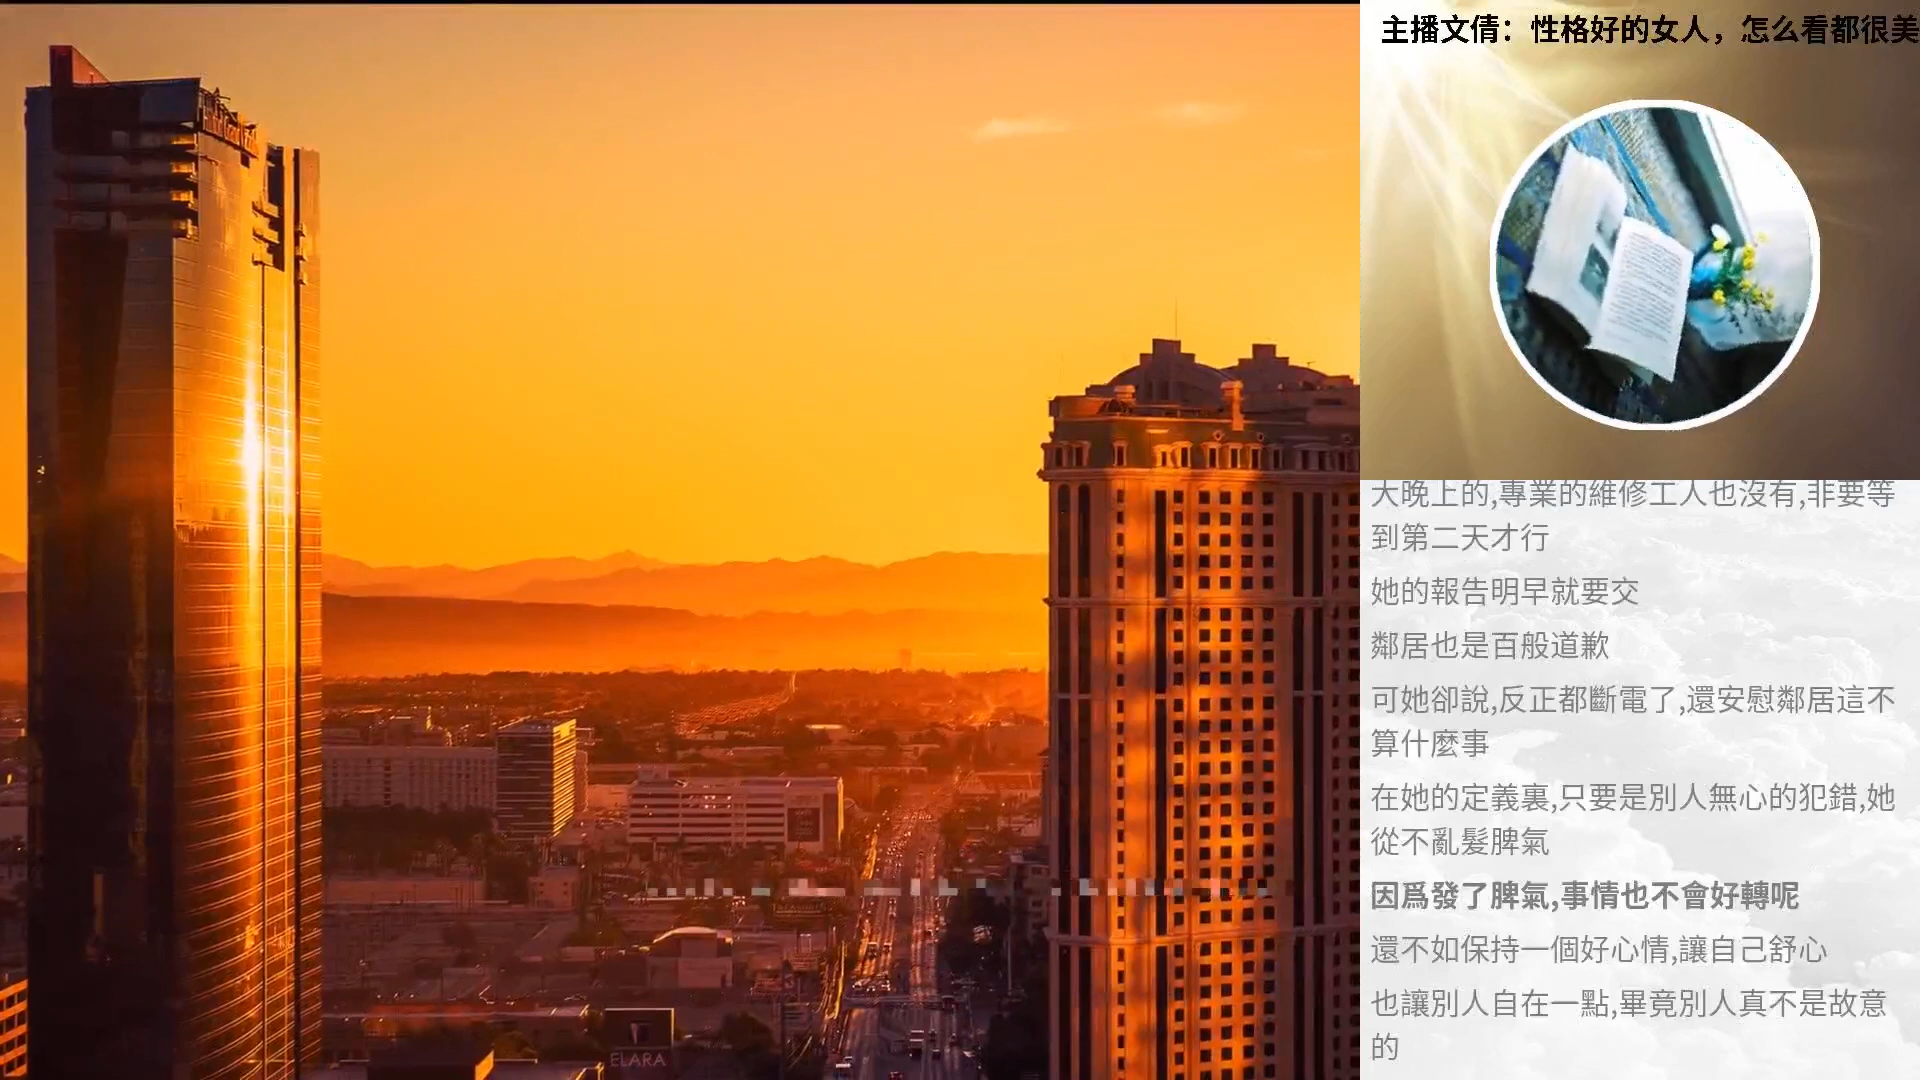 主播文倩：性格好的女人，怎么看都很美
大晚上的,專業的維修工人也沒有,非要等
到第二天才行
她的報告明早就要交
鄰居也是百般道歉
可她卻說,反正都斷電了,還安慰鄰居這不
算什麼事
在她的定義裏,只要是別人無心的犯錯,她
從不亂髮脾氣
因爲發了脾氣,事情也不會好轉呢
還不如保持一個好心情,讓自己舒心
也讓別人自在一點,畢竟別人真不是故意
的
ELARA